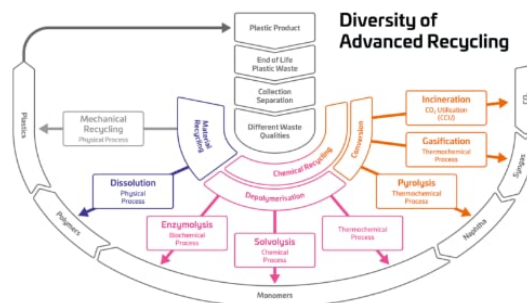 Diversity of
Advanced Recycling
Plastic Product
End of Life
Plastic Waste
Collection
Separation
Different Waste
Qualities
Material
Recycling
Chemical Recycling
Conversion
Depolymerisation
Mechanical
Recycling
Physical Process
Dissolution
Physical
Process
Enzymolysis
Biochemical
Process
Solvolysis
Chemical
Process
Thermochemical
Process
Pyrolysis
Thermochemical
Process
Gasification
Thermochemical
Process
Incineration
CO₂ Utilisation
(CCU)
Plastics
Polymers
Monomers
Naphtha
Syngas